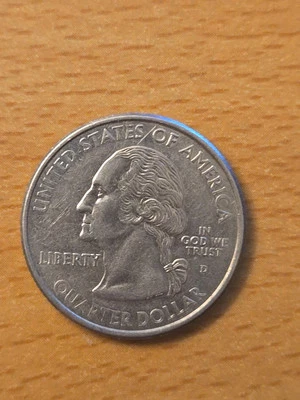 UNITED STATES OF AMERICA
LIBERTY
IN
GOD WE
TRUST
D
QUARTER DOLLAR